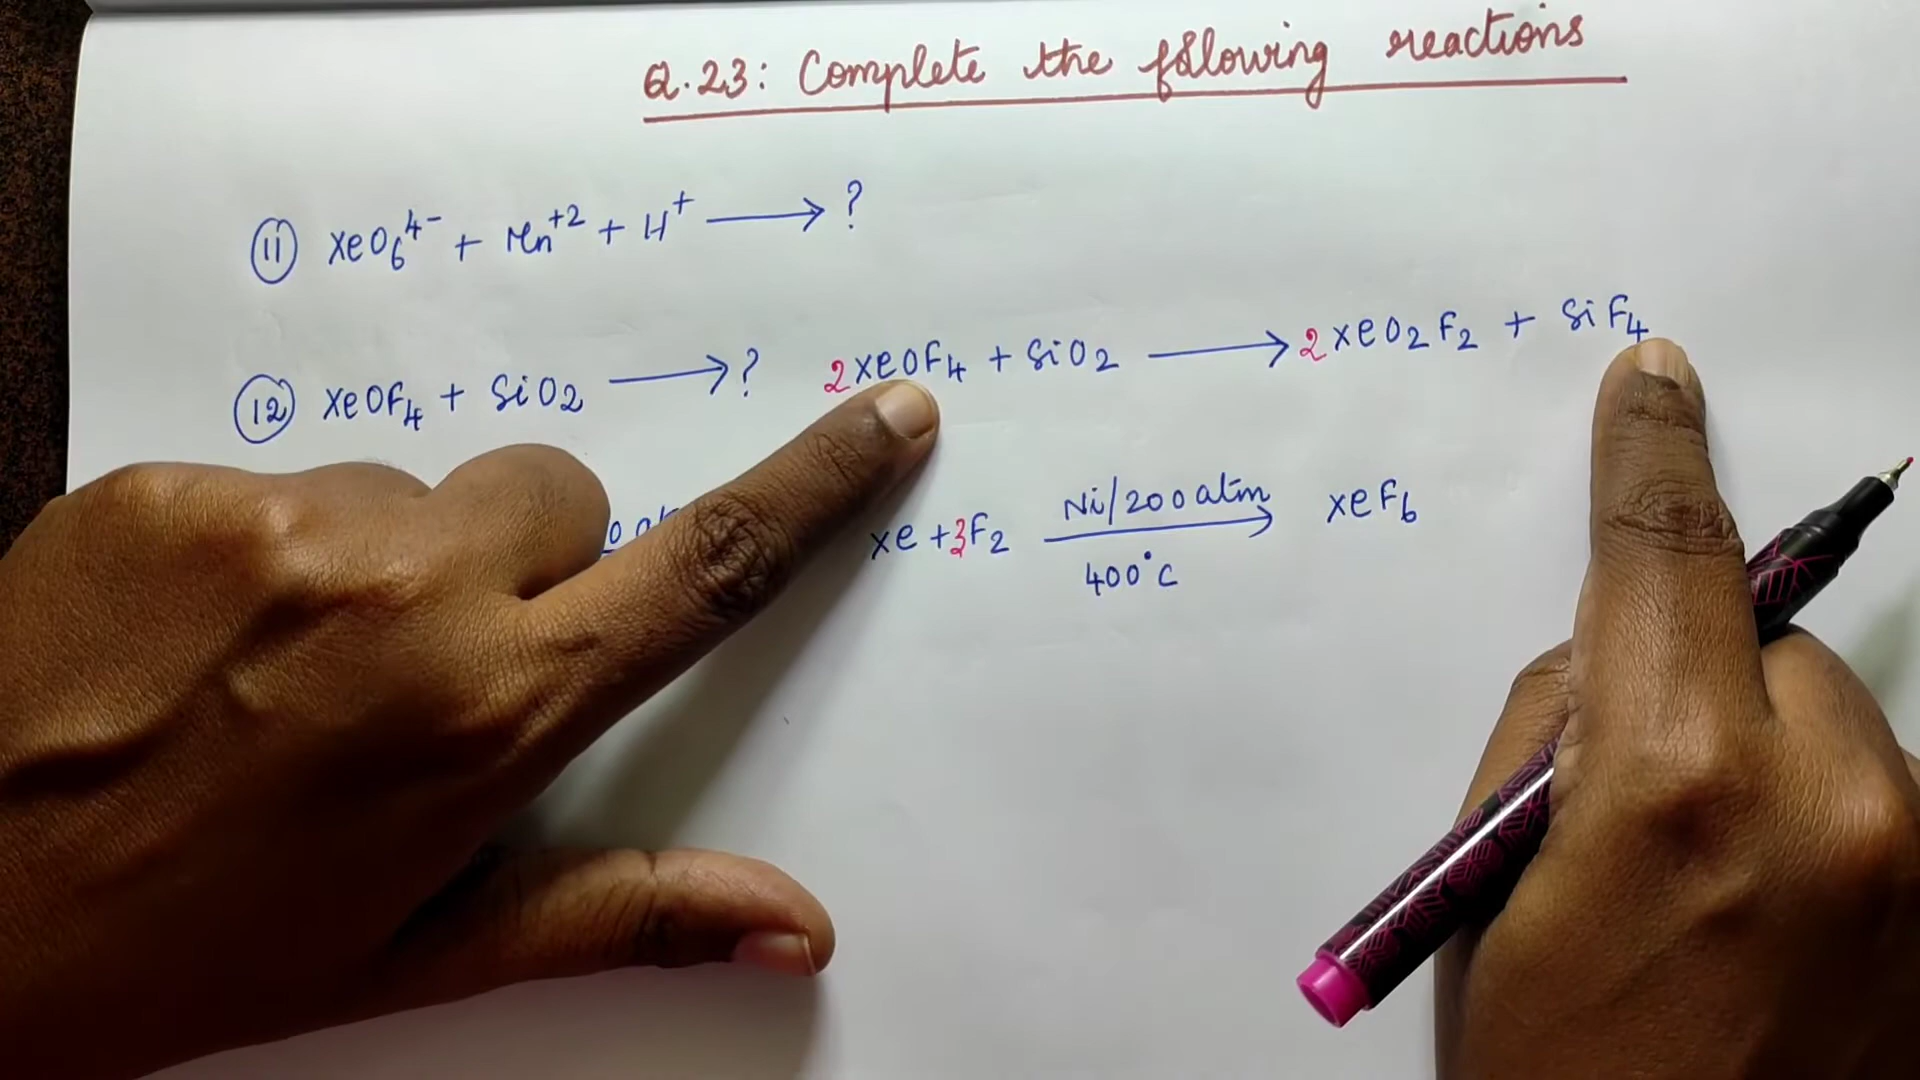 Q.23: Complete the following reactions
11 XeO6^4- + Mn^+2 + H^+ ⟶ ?
12 XeOF4 + SiO2 ⟶ ? 2XeOF4 + SiO2 ⟶ 2XeO2F2 + SiF4
Xe + 3F2 Ni/200 atm ⟶ XeF6
400°C